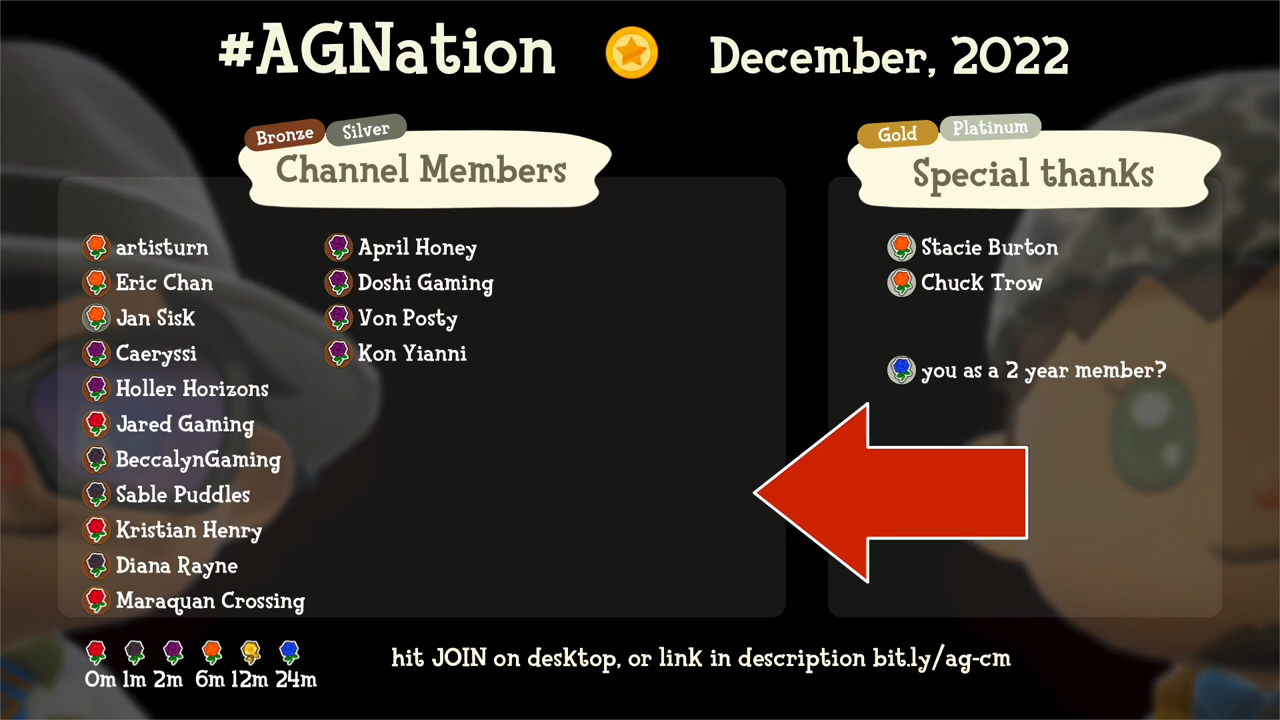 #AGNation
December, 2022
Bronze
Silver
Channel Members
artisturn
Eric Chan
Jan Sisk
Caeryssi
Holler Horizons
Jared Gaming
BeccalynGaming
Sable Puddles
Kristian Henry
Diana Rayne
Maraquan Crossing
April Honey
Doshi Gaming
Von Posty
Kon Yianni
Gold
Platinum
Special thanks
Stacie Burton
Chuck Trow
you as a 2 year member?
0m 1m 2m 6m 12m 24m
hit JOIN on desktop, or link in description bit.ly/ag-cm